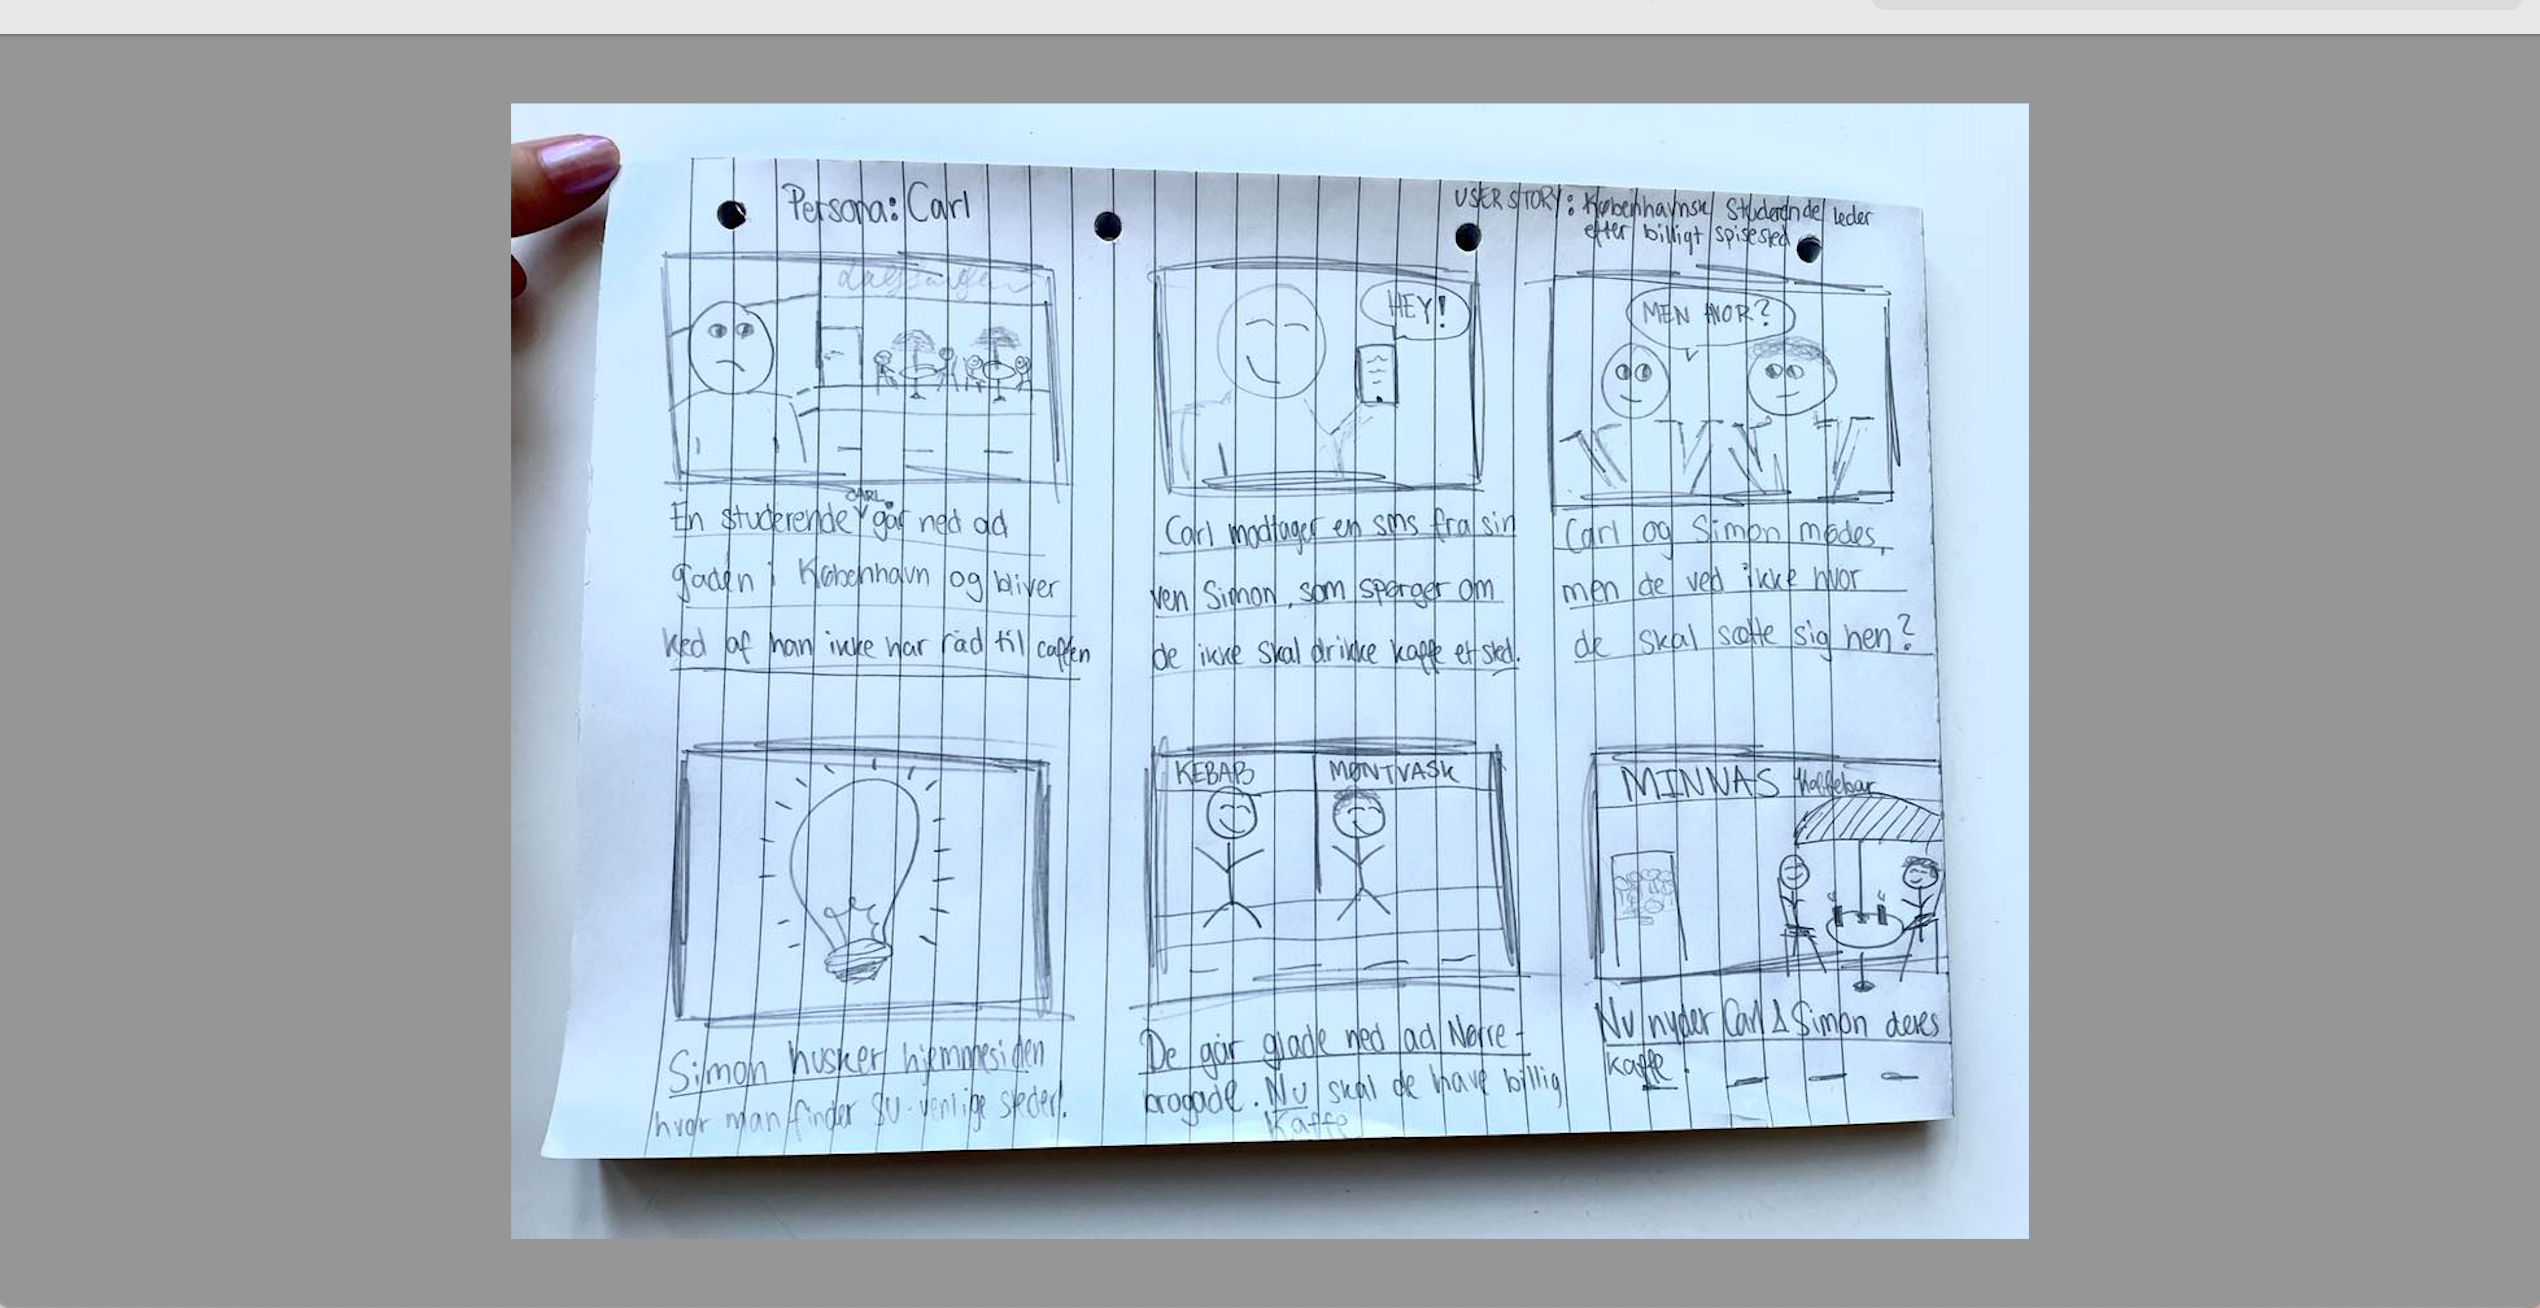 Persona: Carl
USER STORY: Københavnsk Studerende leder
efter billigt spisested
HEY!
MEN HVOR?
CARL
En studerende går ned ad
gaden i København og bliver
ked af han ikke har råd til caffen
Carl modtager en sms fra sin
ven Simon, som spørger om
de ikke skal drikke kaffe et sted.
Carl og Simon mødes,
men de ved ikke hvor
de skal sætte sig hen?
KEBAB
MØNTVASK
MINNAS Kaffebar
Simon husker hjemmesiden
hvor man finder SU-venlige steder!
De går glade ned ad Nørre-
brogade. Nu skal de have billig
kaffe
Nu nyder Carl & Simon deres
kaffe.